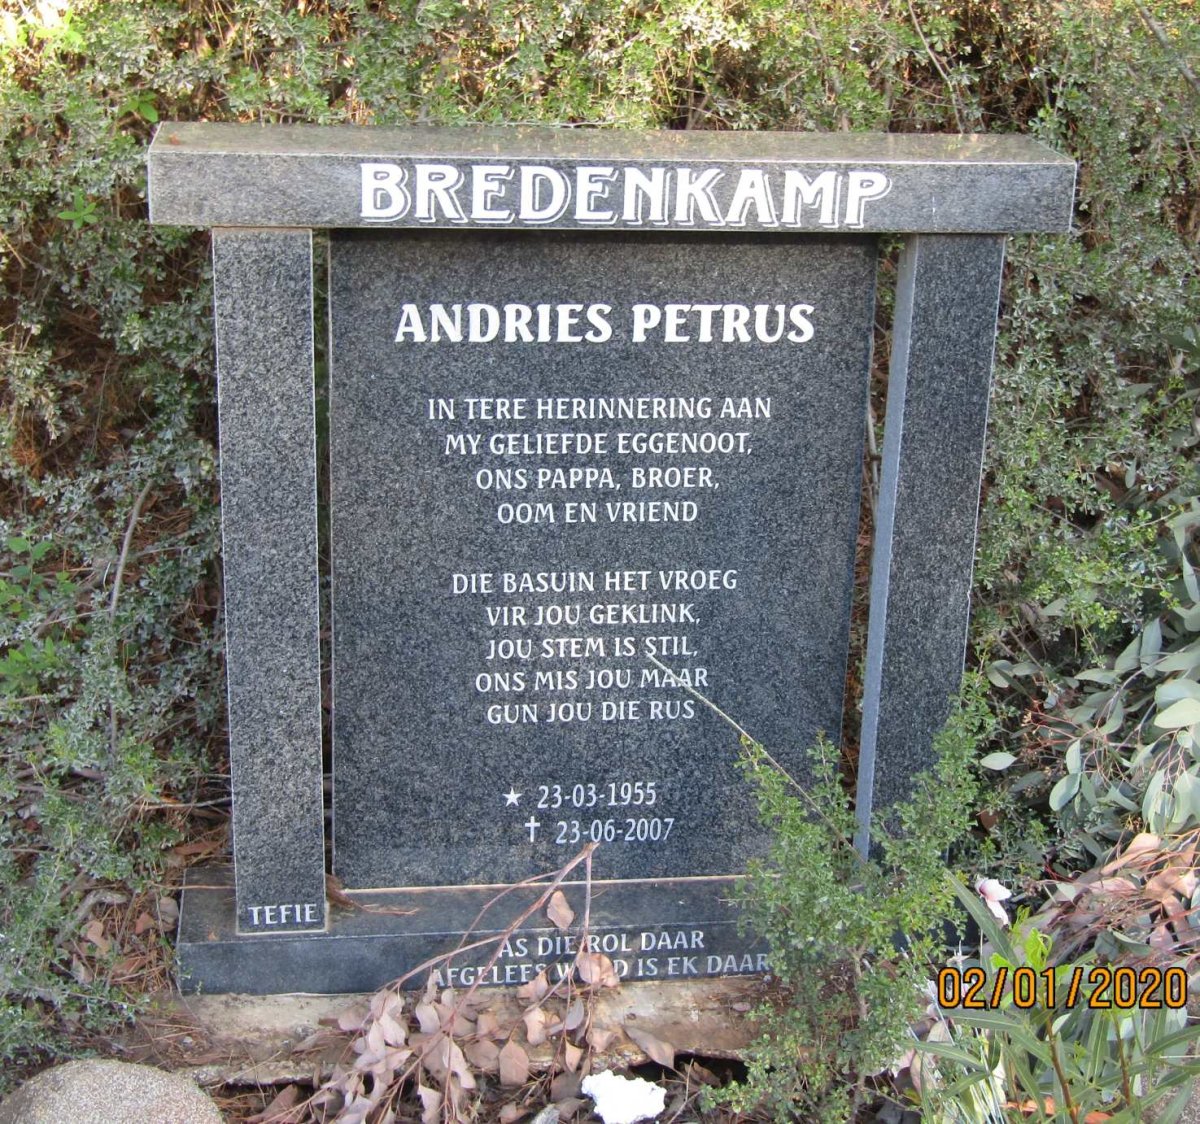 BREDENKAMP
ANDRIES PETRUS
IN TERE HERINNERING AAN
MY GELIEFDE EGGENOOT,
ONS PAPPA, BROER,
OOM EN VRIEND
DIE BASUIN HET VROEG
VIR JOU GEKLINK,
JOU STEM IS STIL,
ONS MIS JOU MAAR
GUN JOU DIE RUS
★ 23-03-1955
✝ 23-06-2007
TEFIE
AS DIE ROL DAAR
AFGELEES IS EK DAAR
02/01/2020